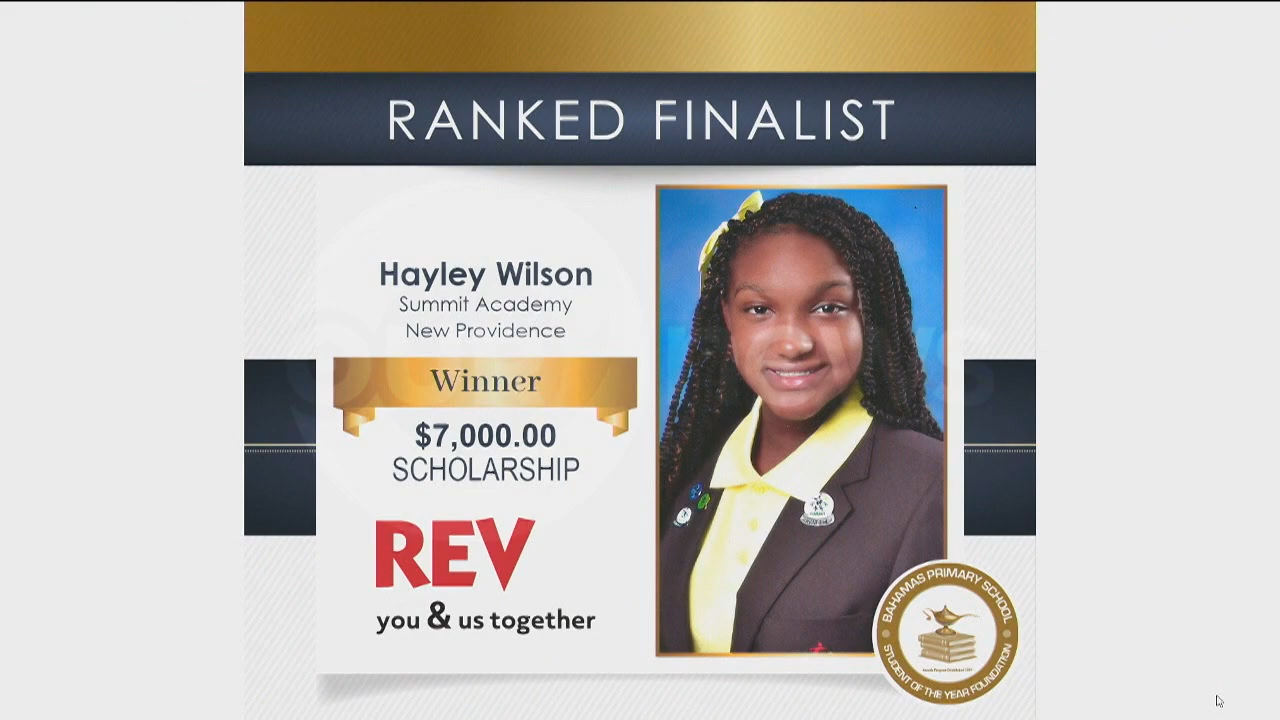 RANKED FINALIST
Hayley Wilson
Summit Academy
New Providence
Winner
$7,000.00
SCHOLARSHIP
REV
you & us together
BAHAMAS PRIMARY SCHOOL
STUDENT OF THE YEAR FOUNDATION